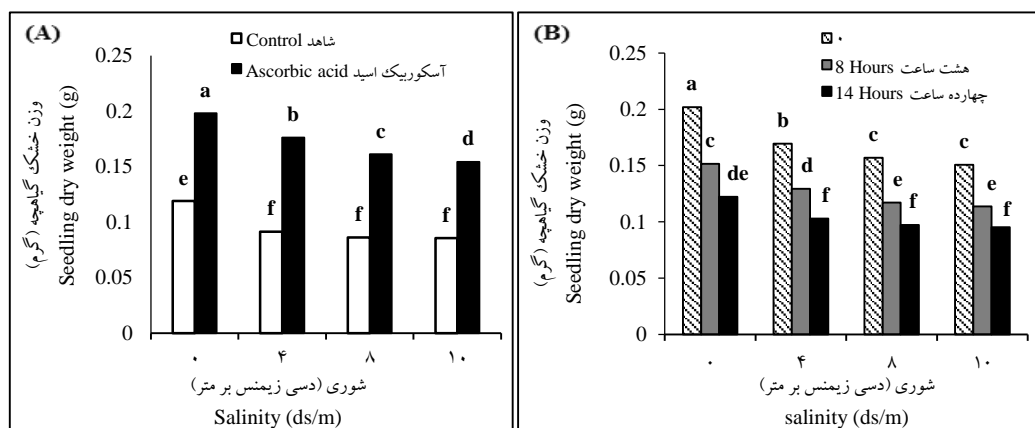 (A)
Control شاهد
Ascorbic acid آسکوربیک اسید
وزن خشک گیاهچه (گرم)
Seedling dry weight (g)
0.25
0.2
0.15
0.1
0.05
0
a
c
d
e
f
f
f
۰
۴
۸
۱۰
شوری (دسی زیمنس بر متر)
Salinity (ds/m)
(B)
۰
8 Hours هشت ساعت
14 Hours چهارده ساعت
وزن خشک گیاهچه (گرم)
Seedling dry weight (g)
0.25
0.2
0.15
0.1
0.05
0
a
c
de
b
d
f
c
e
f
c
e
f
۰
۴
۸
۱۰
شوری (دسی زیمنس بر متر)
salinity (ds/m)